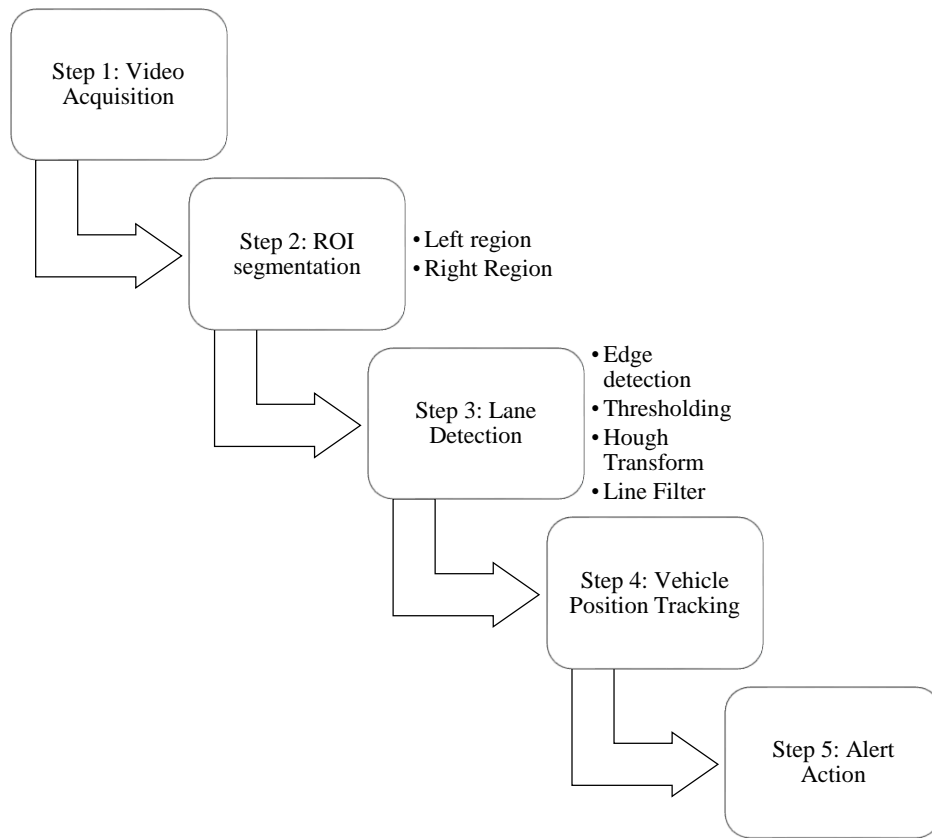 Step 1: Video
Acquisition
Step 2: ROI
segmentation
• Left region
• Right Region
Step 3: Lane
Detection
• Edge
detection
• Thresholding
• Hough
Transform
• Line Filter
Step 4: Vehicle
Position Tracking
Step 5: Alert
Action